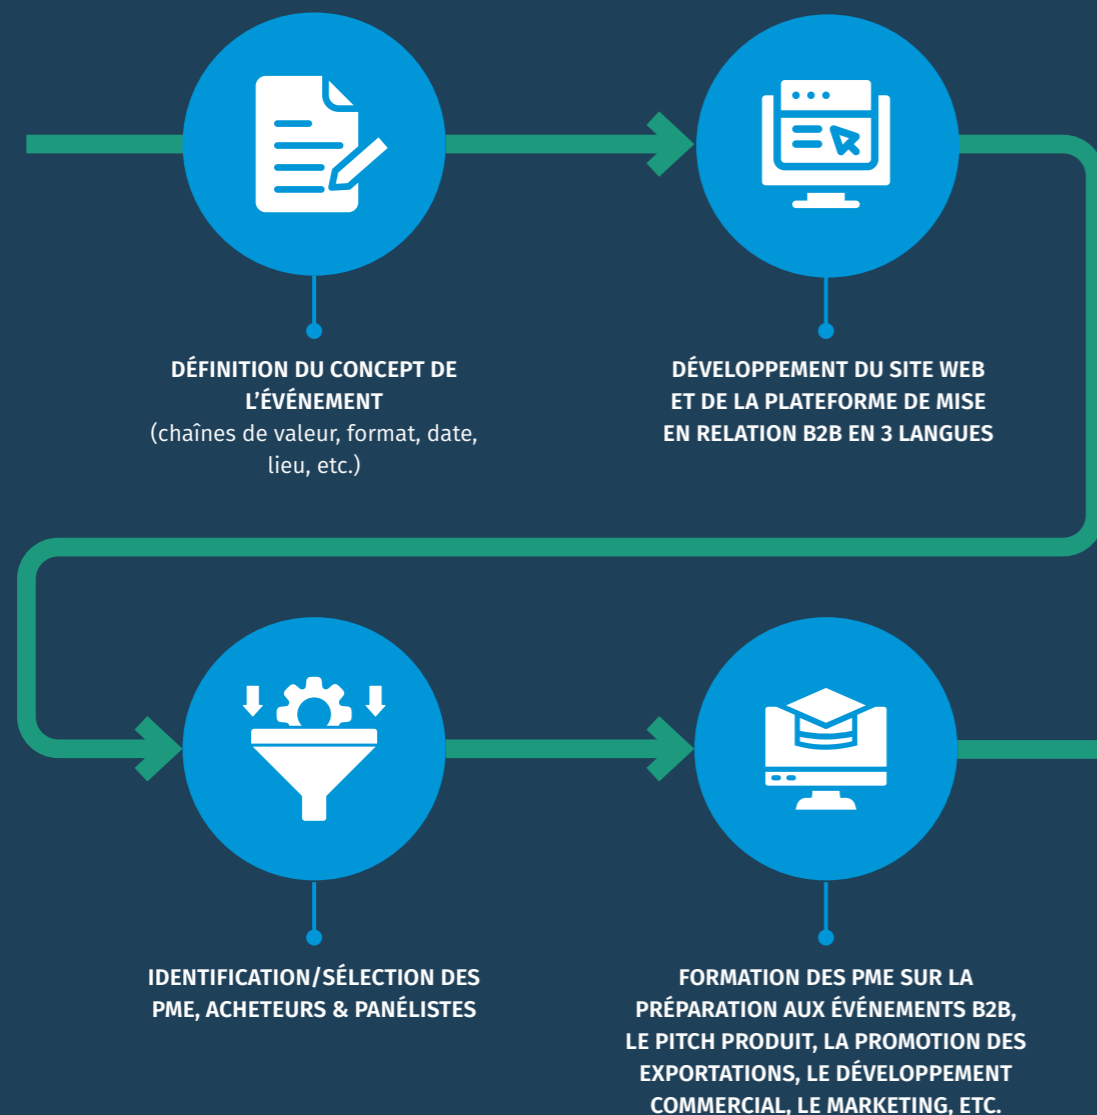 DÉFINITION DU CONCEPT DE
L'ÉVÉNEMENT
(chaînes de valeur, format, date,
lieu, etc.)
DÉVELOPPEMENT DU SITE WEB
ET DE LA PLATEFORME DE MISE
EN RELATION B2B EN 3 LANGUES
IDENTIFICATION/SÉLECTION DES
PME, ACHETEURS & PANÉLISTES
FORMATION DES PME SUR LA
PRÉPARATION AUX ÉVÉNEMENTS B2B,
LE PITCH PRODUIT, LA PROMOTION DES
EXPORTATIONS, LE DÉVELOPPEMENT
COMMERCIAL, LE MARKETING, ETC.